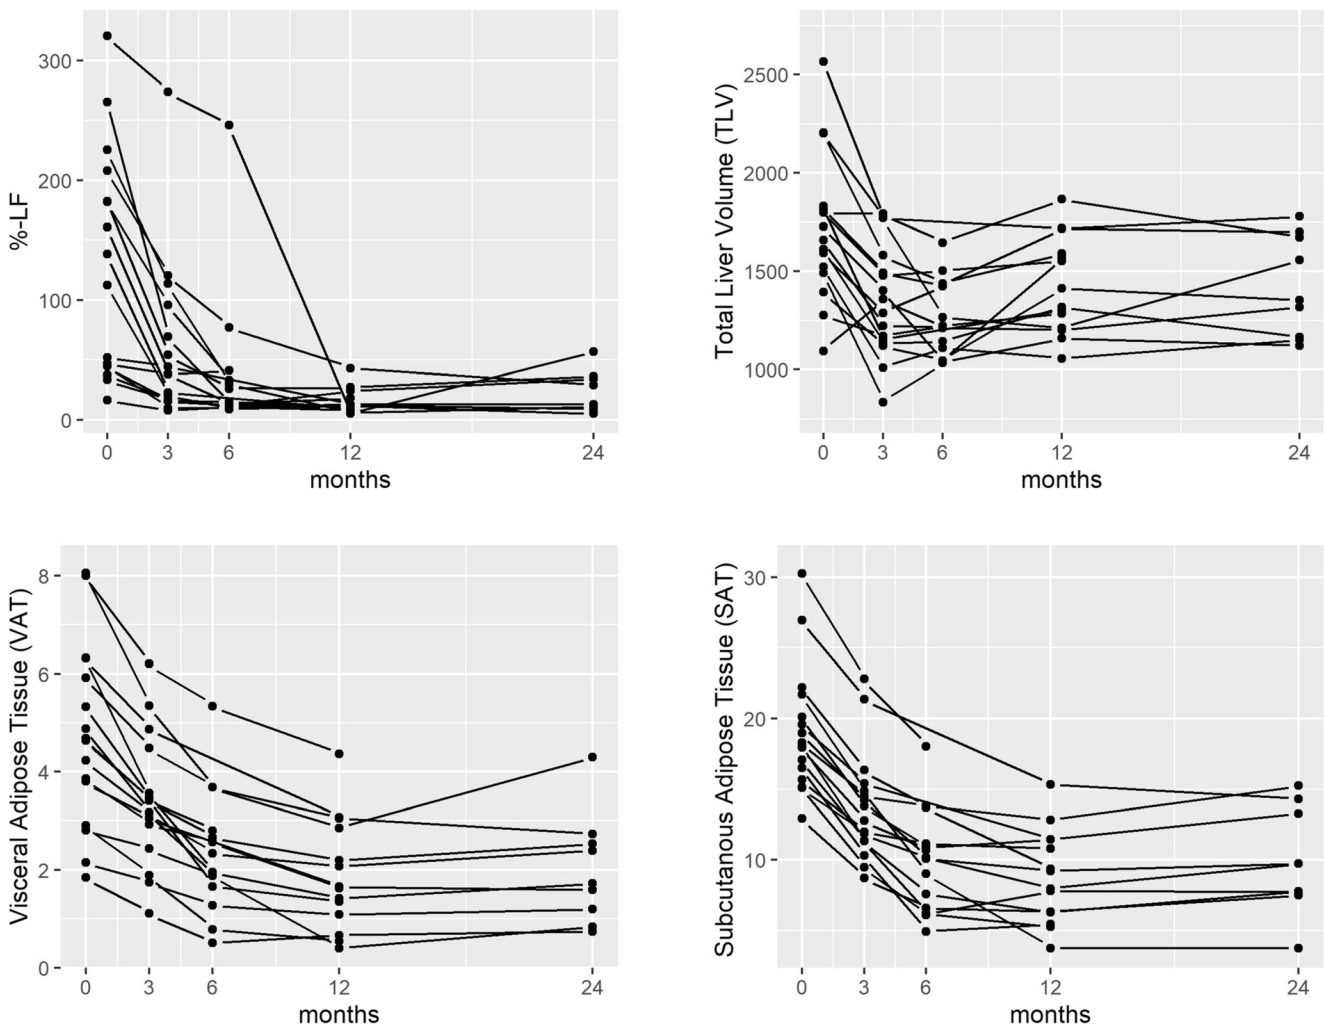 %-LF
300
200
100
0
0 3 6 12 24
months
Total Liver Volume (TLV)
2500
2000
1500
1000
0 3 6 12 24
months
Visceral Adipose Tissue (VAT)
8
6
4
2
0
0 3 6 12 24
months
Subcutanous Adipose Tissue (SAT)
30
20
10
0 3 6 12 24
months